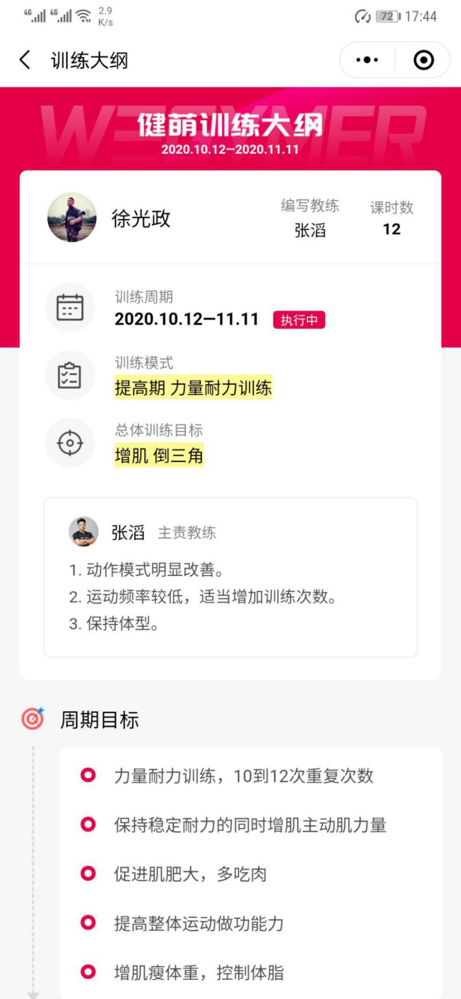 4G 4G 2.9 K/s 72 17:44
训练大纲
WEGYMER
健萌训练大纲
2020.10.12—2020.11.11
徐光政
编写教练
张滔
课时数
12
训练周期
2020.10.12—11.11 执行中
训练模式
提高期 力量耐力训练
总体训练目标
增肌 倒三角
张滔 主责教练
1. 动作模式明显改善。
2. 运动频率较低，适当增加训练次数。
3. 保持体型。
周期目标
力量耐力训练，10到12次重复次数
保持稳定耐力的同时增肌主动肌力量
促进肌肥大，多吃肉
提高整体运动做功能力
增肌瘦体重，控制体脂